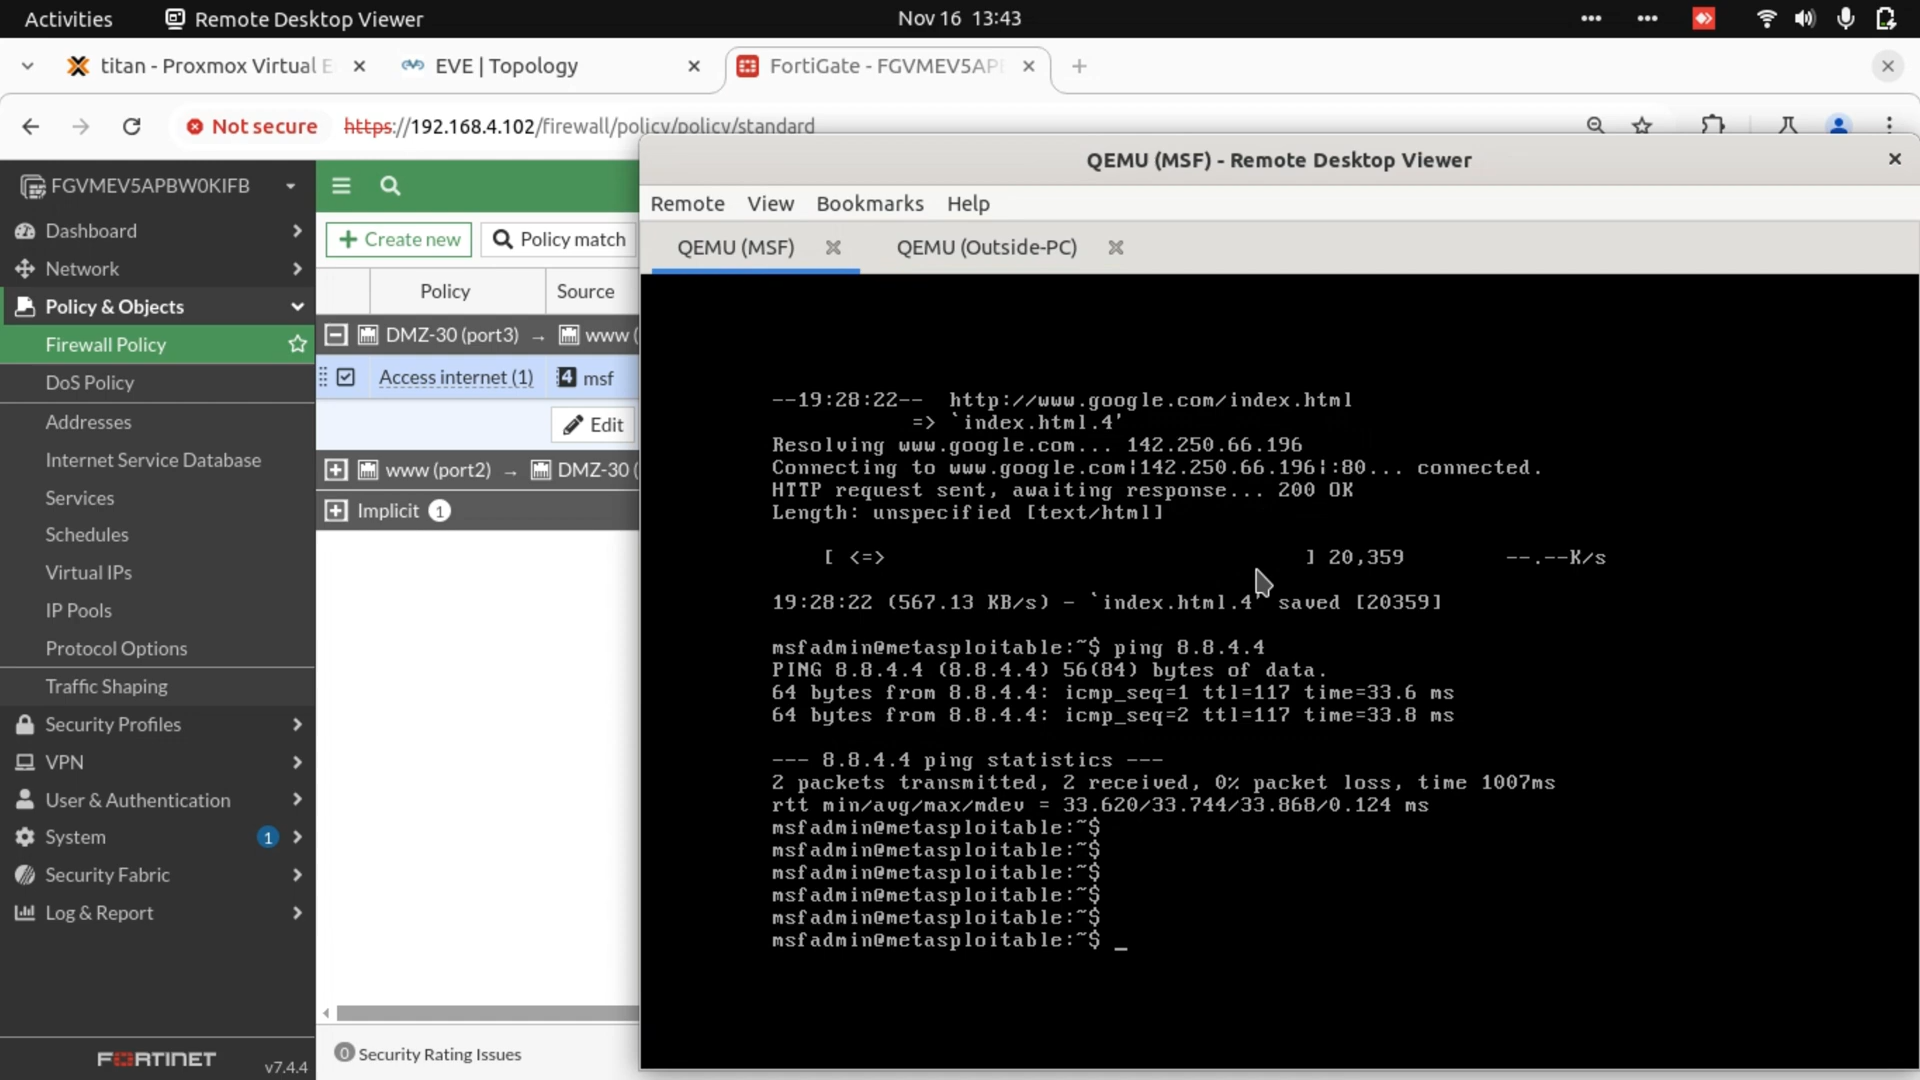 Activities
Remote Desktop Viewer
Nov 16 13:43
titan - Proxmox Virtual E
EVE | Topology
FortiGate - FGVMEV5AP
Not secure
https://192.168.4.102/firewall/policy/policy/standard
FGVMEV5APBW0KIFB
Dashboard
Network
Policy & Objects
Firewall Policy
DoS Policy
Addresses
Internet Service Database
Services
Schedules
Virtual IPs
IP Pools
Protocol Options
Traffic Shaping
Security Profiles
VPN
User & Authentication
System 1
Security Fabric
Log & Report
FORTINET v7.4.4
Create new
Policy match
Policy Source
DMZ-30 (port3) → www (
Access internet (1) 4 msf
Edit
www (port2) → DMZ-30 (
Implicit 1
0 Security Rating Issues
QEMU (MSF) - Remote Desktop Viewer
Remote View Bookmarks Help
QEMU (MSF) QEMU (Outside-PC)
--19:28:22-- http://www.google.com/index.html
=> `index.html.4'
Resolving www.google.com... 142.250.66.196
Connecting to www.google.com|142.250.66.196|:80... connected.
HTTP request sent, awaiting response... 200 OK
Length: unspecified [text/html]
[ <=> ] 20,359 --.--K/s
19:28:22 (567.13 KB/s) - `index.html.4' saved [20359]
msfadmin@metasploitable:~$ ping 8.8.4.4
PING 8.8.4.4 (8.8.4.4) 56(84) bytes of data.
64 bytes from 8.8.4.4: icmp_seq=1 ttl=117 time=33.6 ms
64 bytes from 8.8.4.4: icmp_seq=2 ttl=117 time=33.8 ms
--- 8.8.4.4 ping statistics ---
2 packets transmitted, 2 received, 0% packet loss, time 1007ms
rtt min/avg/max/mdev = 33.620/33.744/33.868/0.124 ms
msfadmin@metasploitable:~$
msfadmin@metasploitable:~$
msfadmin@metasploitable:~$
msfadmin@metasploitable:~$
msfadmin@metasploitable:~$
msfadmin@metasploitable:~$ _